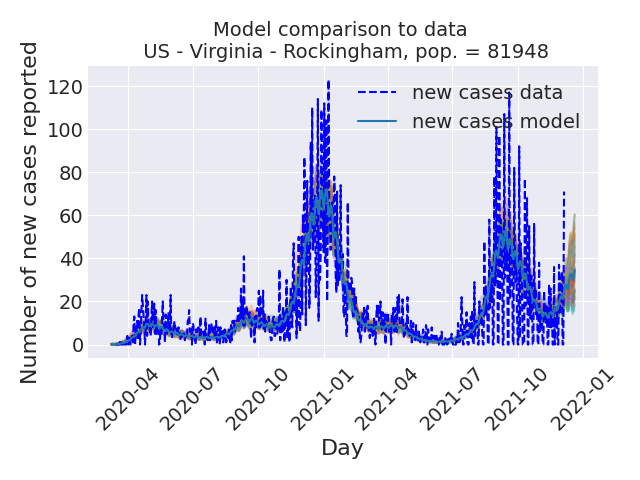 Model comparison to data
US - Virginia - Rockingham, pop. = 81948
Number of new cases reported
120
100
80
60
40
20
0
new cases data
new cases model
2020-04
2020-07
2020-10
2021-01
2021-04
2021-07
2021-10
2022-01
Day